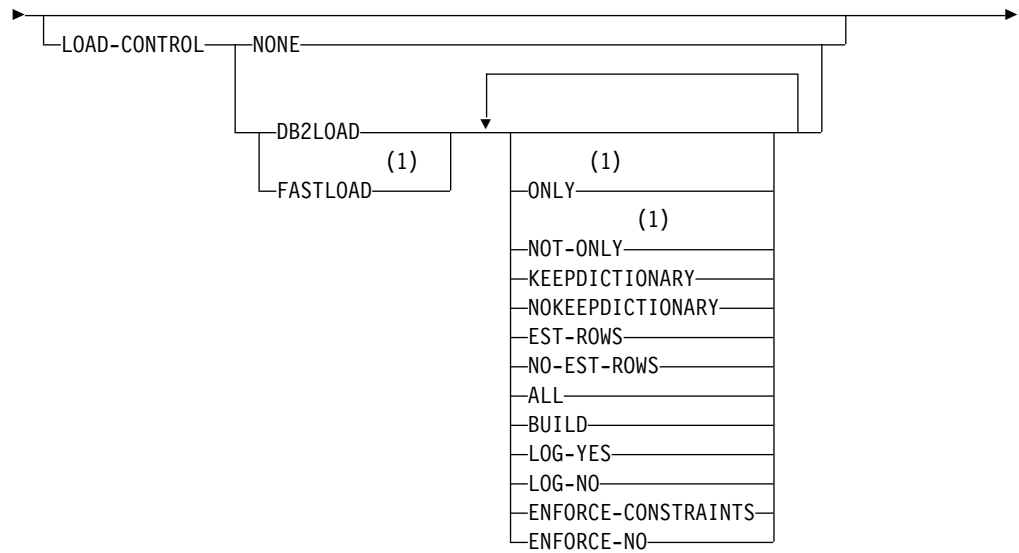 LOAD-CONTROL NONE
DB2LOAD
(1) (1)
FASTLOAD ONLY
(1)
NOT-ONLY
KEEPDICTIONARY
NOKEEPDICTIONARY
EST-ROWS
NO-EST-ROWS
ALL
BUILD
LOG-YES
LOG-NO
ENFORCE-CONSTRAINTS
ENFORCE-NO